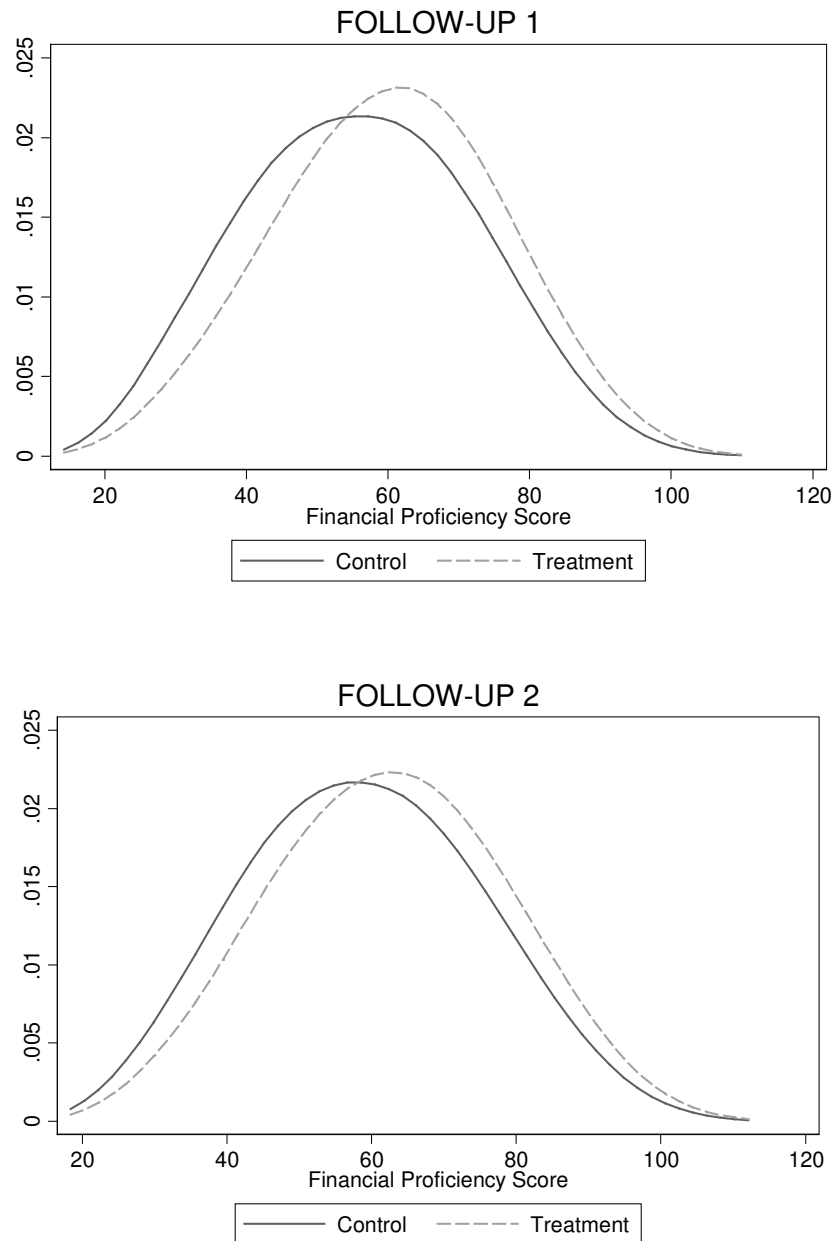 FOLLOW-UP 1
.025
.02
.015
.01
.005
0
20 40 60 80 100 120
Financial Proficiency Score
Control Treatment
FOLLOW-UP 2
.025
.02
.015
.01
.005
0
20 40 60 80 100 120
Financial Proficiency Score
Control Treatment